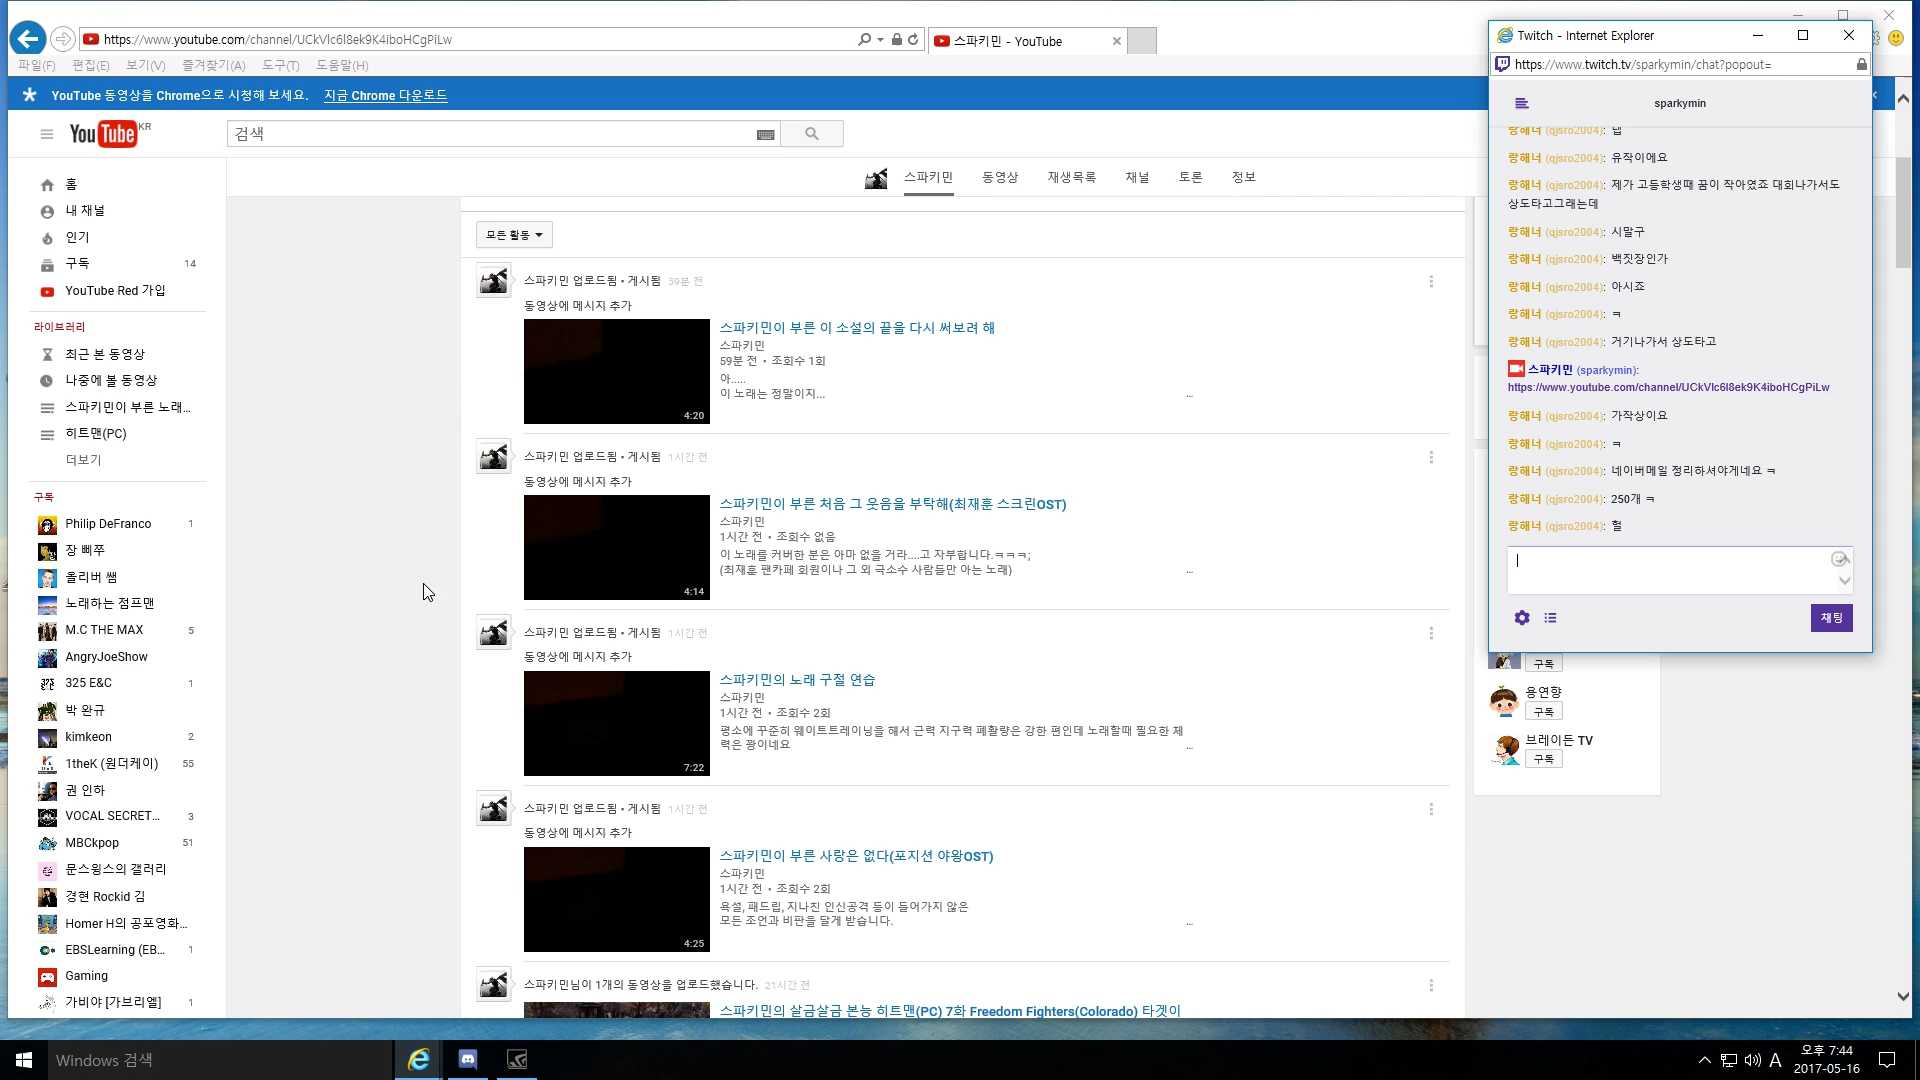 https://www.youtube.com/channel/UCkVlc6l8ek9K4iboHCgPiLw
스파키민 - YouTube
파일(F) 편집(E) 보기(V) 즐겨찾기(A) 도구(T) 도움말(H)
YouTube 동영상을 Chrome으로 시청해 보세요. 지금 Chrome 다운로드
YouTube KR
검색
스파키민 동영상 재생목록 채널 토론 정보
홈
내 채널
인기
구독 14
YouTube Red 가입
라이브러리
최근 본 동영상
나중에 볼 동영상
스파키민이 부른 노래...
히트맨(PC)
더보기
구독
Philip DeFranco 1
장 삐쭈
올리버 쌤
노래하는 점프맨
M.C THE MAX 5
AngryJoeShow
325 E&C 1
박 완규
kimkeon 2
1theK (원더케이) 55
권 인하
VOCAL SECRET... 3
MBCkpop 51
문스윙스의 갤러리
경현 Rockid 김
Homer H의 공포영화...
EBSLearning (EB... 1
Gaming
가비야 [가브리엘] 1
모든 활동
스파키민 업로드됨 • 게시됨 59분 전
동영상에 메시지 추가
4:20
스파키민이 부른 이 소설의 끝을 다시 써보려 해
스파키민
59분 전 • 조회수 1회
아.....
이 노래는 정말이지...
...
스파키민 업로드됨 • 게시됨 1시간 전
동영상에 메시지 추가
4:14
스파키민이 부른 처음 그 웃음을 부탁해(최재훈 스크린OST)
스파키민
1시간 전 • 조회수 없음
이 노래를 커버한 분은 아마 없을 거라....고 자부합니다.ㅋㅋㅋ;
(최재훈 팬카페 회원이나 그 외 극소수 사람들만 아는 노래)
...
스파키민 업로드됨 • 게시됨 1시간 전
동영상에 메시지 추가
7:22
스파키민의 노래 구절 연습
스파키민
1시간 전 • 조회수 2회
평소에 꾸준히 웨이트트레이닝을 해서 근력 지구력 폐활량은 강한 편인데 노래할때 필요한 체
력은 꽝이네요
...
스파키민 업로드됨 • 게시됨 1시간 전
동영상에 메시지 추가
4:25
스파키민이 부른 사랑은 없다(포지션 야왕OST)
스파키민
1시간 전 • 조회수 2회
욕설, 패드립, 지나친 인신공격 등이 들어가지 않은
모든 조언과 비판을 달게 받습니다.
...
스파키민님이 1개의 동영상을 업로드했습니다. 21시간 전
스파키민의 살금살금 본능 히트맨(PC) 7화 Freedom Fighters(Colorado) 타겟이
Twitch - Internet Explorer
https://www.twitch.tv/sparkymin/chat?popout=
sparkymin
랑해너 (qjsro2004): 넵
랑해너 (qjsro2004): 유작이에요
랑해너 (qjsro2004): 제가 고등학생때 꿈이 작아였죠 대회나가서도
상도타고그래는데
랑해너 (qjsro2004): 시말구
랑해너 (qjsro2004): 백짓장인가
랑해너 (qjsro2004): 아시죠
랑해너 (qjsro2004): ㅋ
랑해너 (qjsro2004): 거기나가서 상도타고
스파키민 (sparkymin):
https://www.youtube.com/channel/UCkVlc6l8ek9K4iboHCgPiLw
랑해너 (qjsro2004): 가작상이요
랑해너 (qjsro2004): ㅋ
랑해너 (qjsro2004): 네이버메일 정리하셔야게네요 ㅋ
랑해너 (qjsro2004): 250개 ㅋ
랑해너 (qjsro2004): 헐
채팅
구독
용연향
구독
브레이든 TV
구독
Windows 검색
A
오후 7:44
2017-05-16